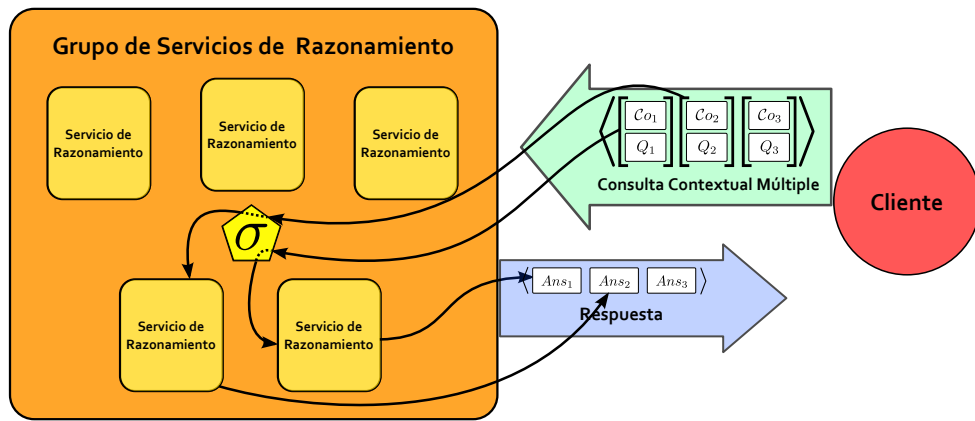 Grupo de Servicios de Razonamiento
Servicio de
Razonamiento
Servicio de
Razonamiento
Servicio de
Razonamiento
⟨ [ Co₁ ] [ Co₂ ] [ Co₃ ] ⟩
Q₁ Q₂ Q₃
Consulta Contextual Múltiple
Cliente
σ
⟨ Ans₁ Ans₂ Ans₃ ⟩
Respuesta
Servicio de
Razonamiento
Servicio de
Razonamiento